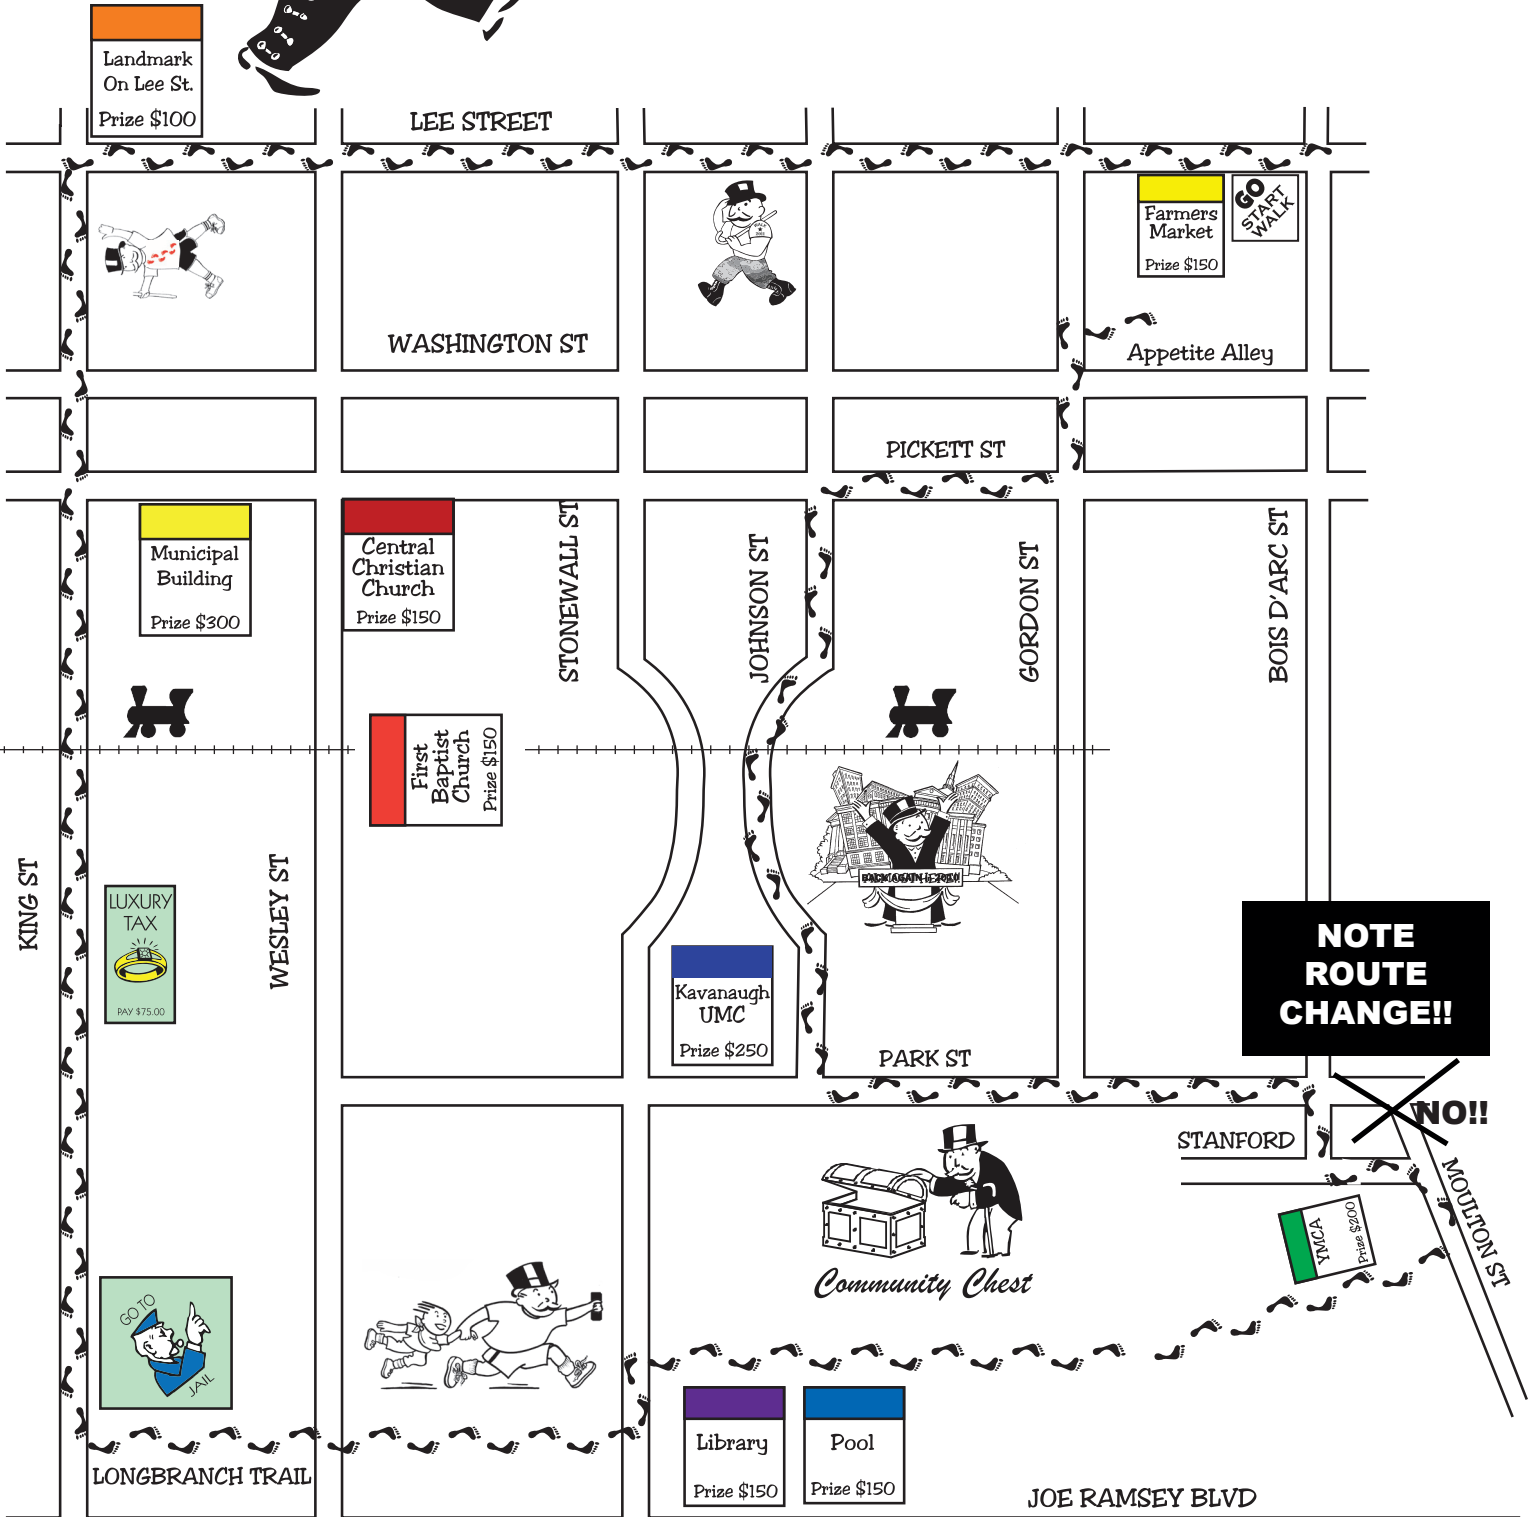 Landmark
On Lee St.
Prize $100
LEE STREET
Farmers
Market
Prize $150
GO
START
WALK
WASHINGTON ST
Appetite Alley
PICKETT ST
Municipal
Building
Prize $300
Central
Christian
Church
Prize $150
STONEWALL ST
JOHNSON ST
GORDON ST
BOIS D'ARC ST
First
Baptist
Church
Prize $150
KING ST
LUXURY
TAX
PAY $75.00
WESLEY ST
Kavanaugh
UMC
Prize $250
PARK ST
NOTE
ROUTE
CHANGE!!
NO!!
STANFORD
MOULTON ST
YMCA
Prize $200
Community Chest
GO TO
JAIL
LONGBRANCH TRAIL
Library
Prize $150
Pool
Prize $150
JOE RAMSEY BLVD